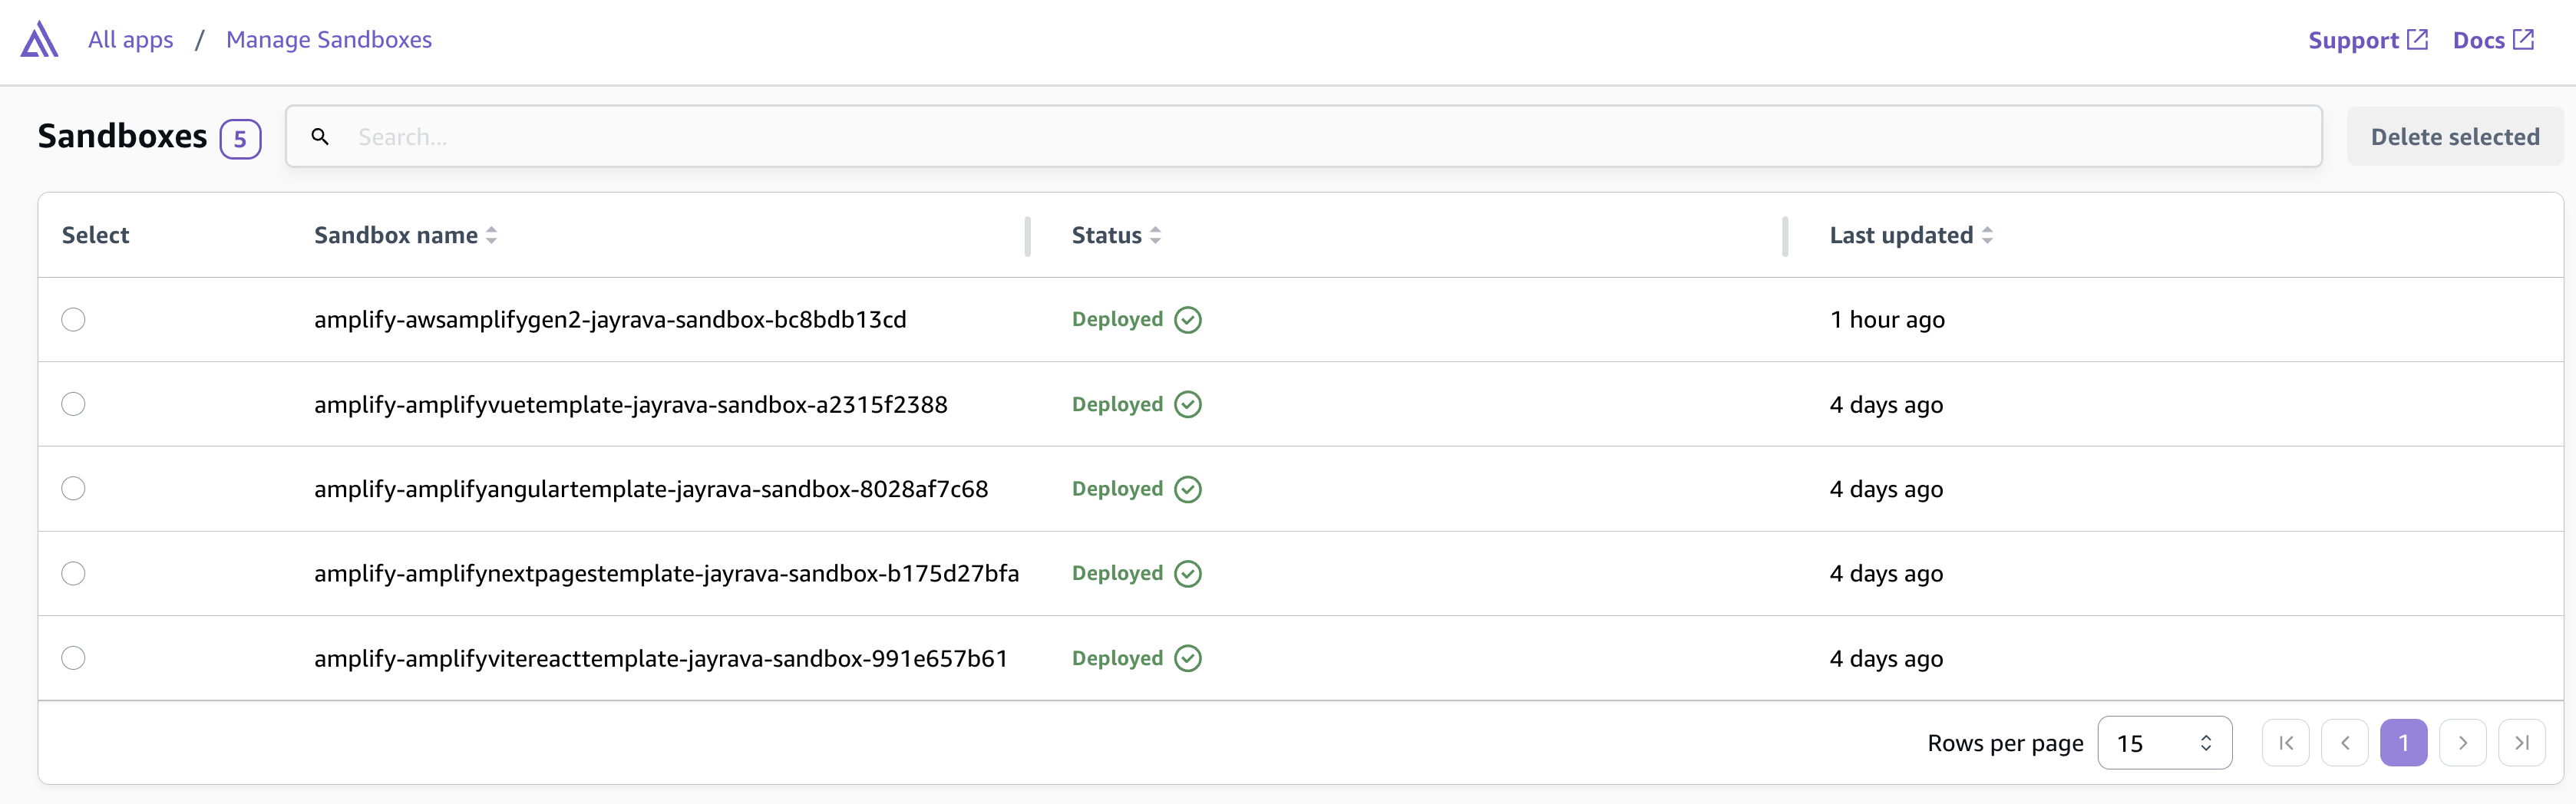 All apps / Manage Sandboxes Support Docs
Sandboxes 5 Search... Delete selected
Select Sandbox name Status Last updated
amplify-awsamplifygen2-jayrava-sandbox-bc8bdb13cd Deployed 1 hour ago
amplify-amplifyvuetemplate-jayrava-sandbox-a2315f2388 Deployed 4 days ago
amplify-amplifyangulartemplate-jayrava-sandbox-8028af7c68 Deployed 4 days ago
amplify-amplifynextpagestemplate-jayrava-sandbox-b175d27bfa Deployed 4 days ago
amplify-amplifyvitereacttemplate-jayrava-sandbox-991e657b61 Deployed 4 days ago
Rows per page 15 1